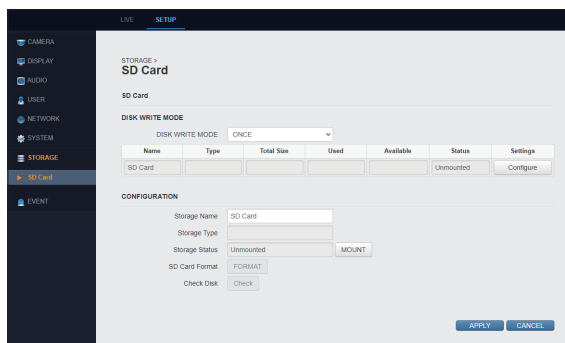 LIVE SETUP
CAMERA
DISPLAY
AUDIO
USER
NETWORK
SYSTEM
STORAGE
SD Card
EVENT
STORAGE >
SD Card
SD Card
DISK WRITE MODE
DISK WRITE MODE ONCE
Name Type Total Size Used Available Status Settings
SD Card Unmounted Configure
CONFIGURATION
Storage Name SD Card
Storage Type
Storage Status Unmounted MOUNT
SD Card Format FORMAT
Check Disk Check
APPLY CANCEL